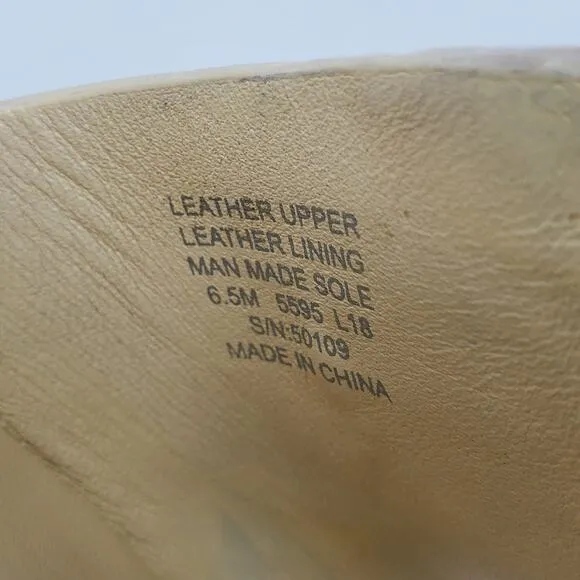 LEATHER UPPER
LEATHER LINING
MAN MADE SOLE
6.5M 5595 L18
S/N:50109
MADE IN CHINA